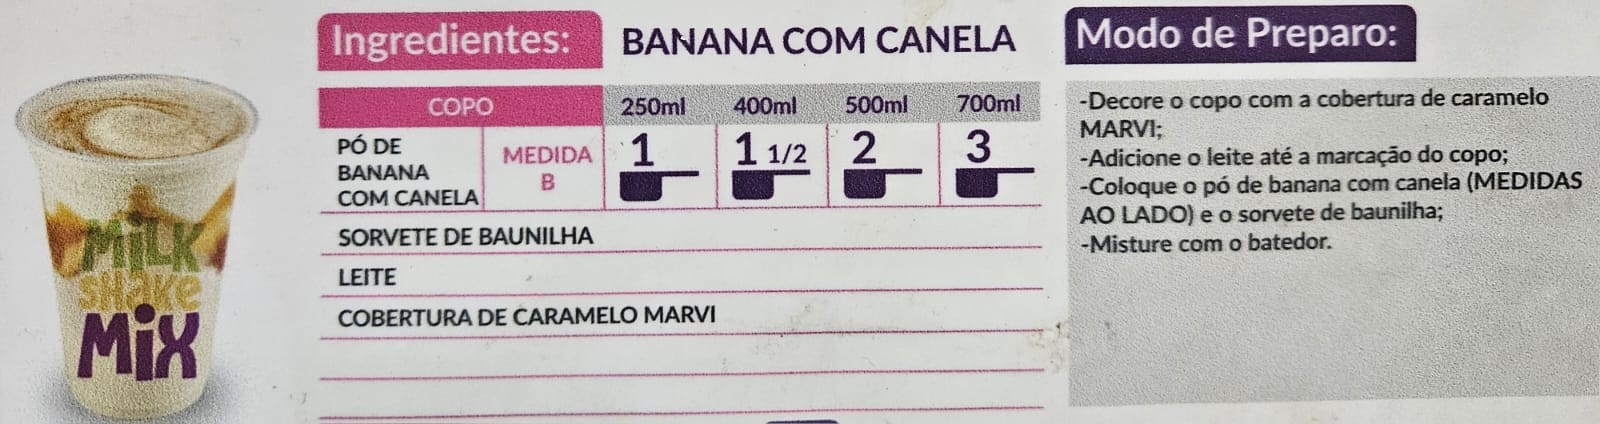 Ingredientes:
BANANA COM CANELA
Modo de Preparo:
COPO 250ml 400ml 500ml 700ml
PÓ DE
BANANA
COM CANELA
MEDIDA
B
1 1 1/2 2 3
SORVETE DE BAUNILHA
LEITE
COBERTURA DE CARAMELO MARVI
-Decore o copo com a cobertura de caramelo
MARVI;
-Adicione o leite até a marcação do copo;
-Coloque o pó de banana com canela (MEDIDAS
AO LADO) e o sorvete de baunilha;
-Misture com o batedor.
MiLK
SHaKe
MiX